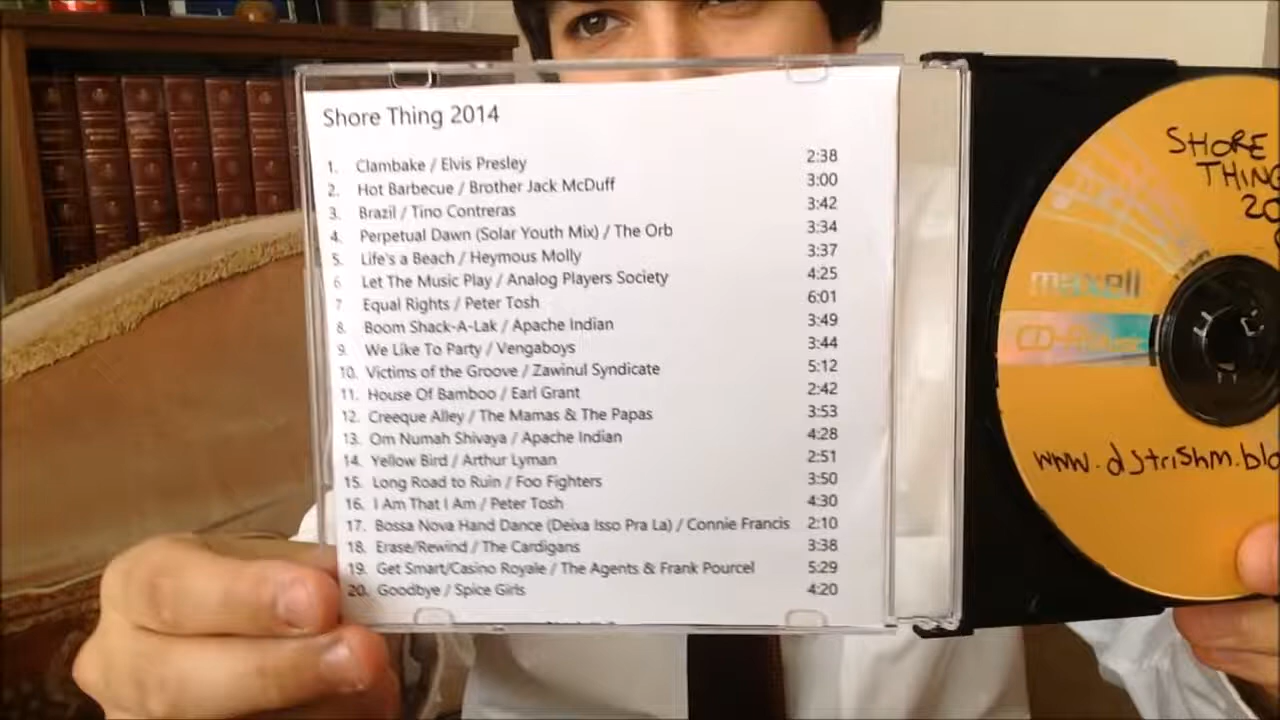 Shore Thing 2014
1. Clambake / Elvis Presley 2:38
2. Hot Barbecue / Brother Jack McDuff 3:00
3. Brazil / Tino Contreras 3:42
4. Perpetual Dawn (Solar Youth Mix) / The Orb 3:34
5. Life's a Beach / Heymous Molly 3:37
6 Let The Music Play / Analog Players Society 4:25
7 Equal Rights / Peter Tosh 6:01
8. Boom Shack-A-Lak / Apache Indian 3:49
9. We Like To Party / Vengaboys 3:44
10. Victims of the Groove / Zawinul Syndicate 5:12
11. House Of Bamboo / Earl Grant 2:42
12. Creeque Alley / The Mamas & The Papas 3:53
13. Om Numah Shivaya / Apache Indian 4:28
14. Yellow Bird / Arthur Lyman 2:51
15. Long Road to Ruin / Foo Fighters 3:50
16. I Am That I Am / Peter Tosh 4:30
17. Bossa Nova Hand Dance (Deixa Isso Pra La) / Connie Francis 2:10
18. Erase/Rewind / The Cardigans 3:38
19. Get Smart/Casino Royale / The Agents & Frank Pourcel 5:29
20. Goodbye / Spice Girls 4:20
SHORE
THING
20
maxell
www.djtrishm.blo